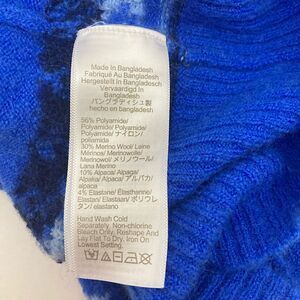 Made In Bangladesh
Fabriqué Au Bangladesh
Hergestellt in Bangladesh
Vervaardigd In
Bangladesh
バングラディシュ製
hecho en bangladesh
56% Polyamide/
Polyamide/ Polyamid/
Polyamide/ ナイロン/
poliamida
30% Merino Wool/ Laine
Mérinos/ Merinowolle/
Merinowol/ メリノウール/
Lana Merino
10% Alpaca/ Alpaga/
Alpaka/ Alpaca/ アルパカ/
alpaca
4% Elastane/ Élasthanne/
Elastan/ Elastaan/ ポリウレ
タン/ elastano
Hand Wash Cold
Separately. Non-chlorine
Bleach Only. Reshape And
Lay Flat To Dry. Iron On
Lowest Setting.